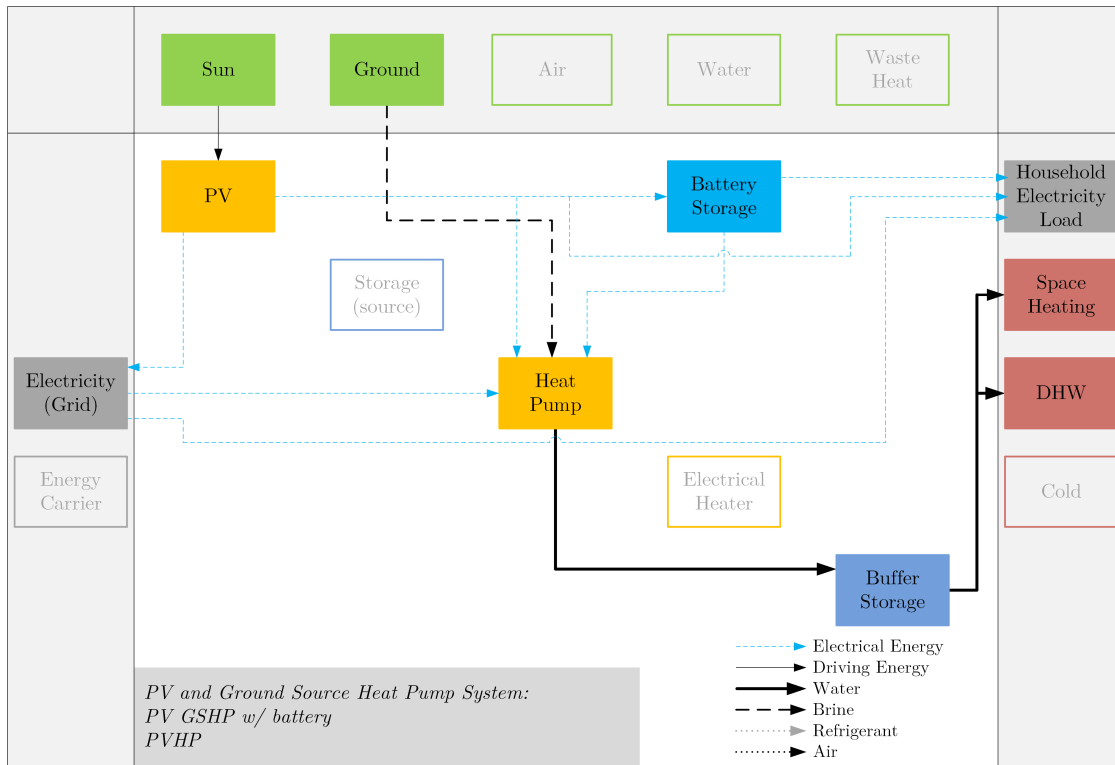 Sun
Ground
Air
Water
Waste
Heat
PV
Battery
Storage
Household
Electricity
Load
Storage
(source)
Space
Heating
Electricity
(Grid)
Heat
Pump
DHW
Energy
Carrier
Electrical
Heater
Cold
Buffer
Storage
Electrical Energy
Driving Energy
Water
Brine
Refrigerant
Air
PV and Ground Source Heat Pump System:
PV GSHP w/ battery
PVHP